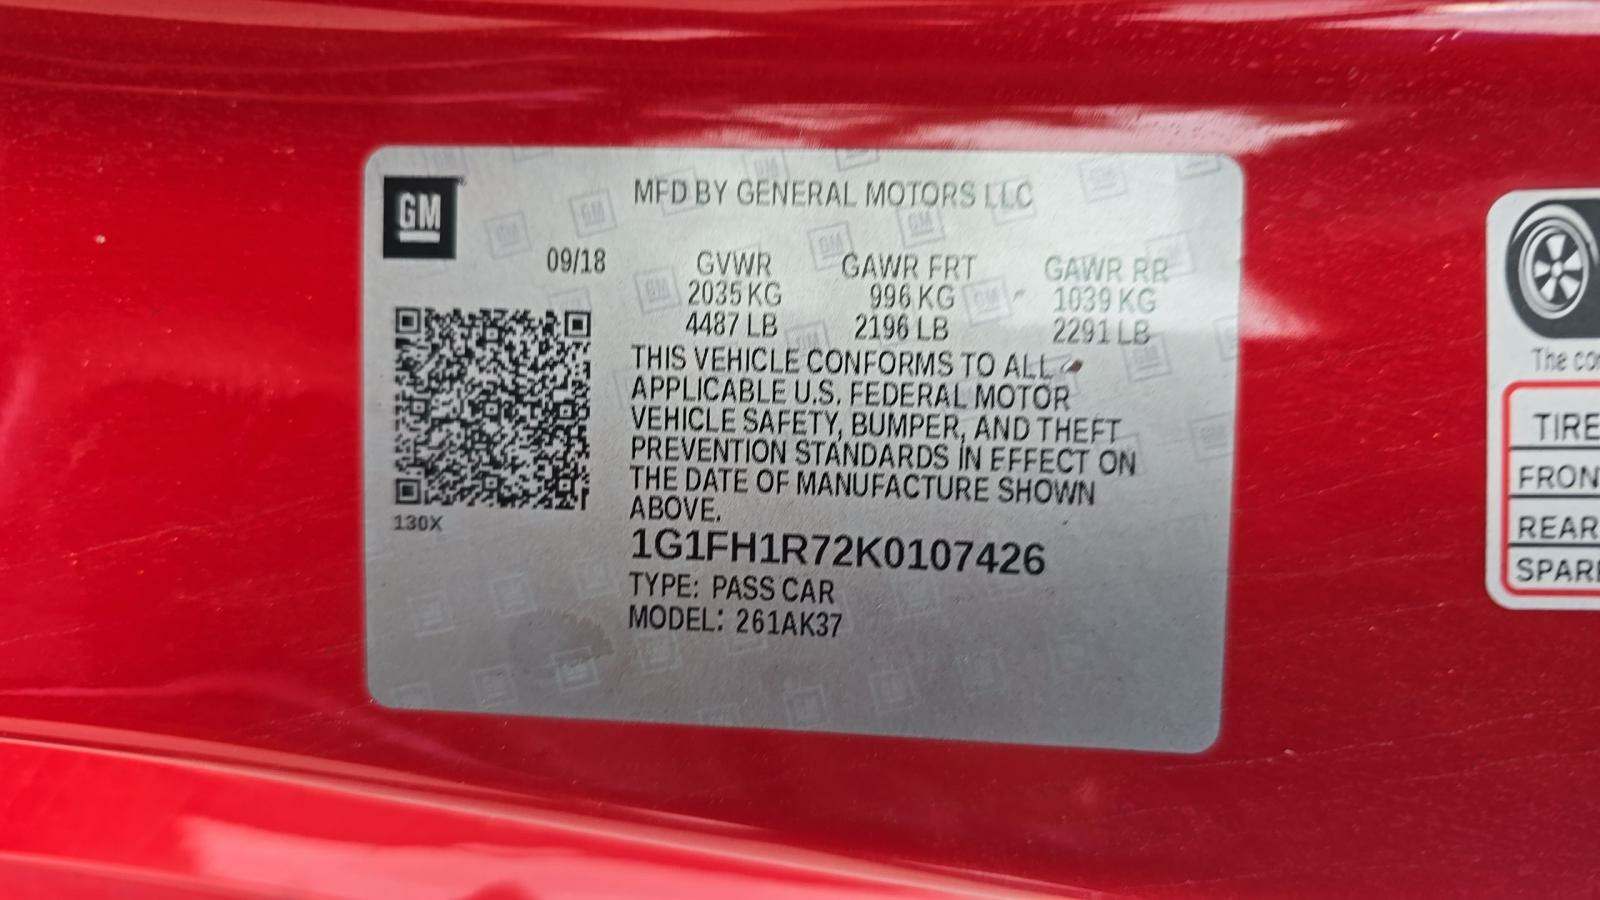 GM
MFD BY GENERAL MOTORS LLC
09/18 GVWR GAWR FRT GAWR RR
2035 KG 996 KG 1039 KG
4487 LB 2196 LB 2291 LB
THIS VEHICLE CONFORMS TO ALL
APPLICABLE U.S. FEDERAL MOTOR
VEHICLE SAFETY, BUMPER, AND THEFT
PREVENTION STANDARDS IN EFFECT ON
THE DATE OF MANUFACTURE SHOWN
ABOVE.
130X
1G1FH1R72K0107426
TYPE: PASS CAR
MODEL: 261AK37
The
TIRE
FRON
REAR
SPAR